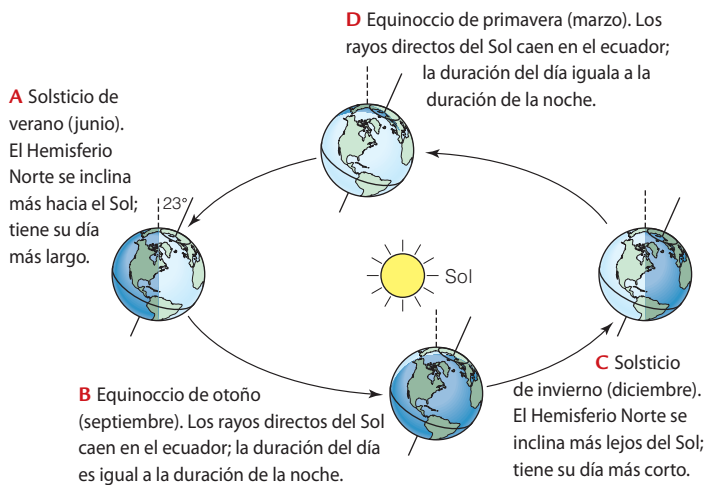 D Equinoccio de primavera (marzo). Los
rayos directos del Sol caen en el ecuador;
la duración del día iguala a la
duración de la noche.
A Solsticio de
verano (junio).
El Hemisferio
Norte se inclina
más hacia el Sol;
tiene su día
más largo.
23°
Sol
B Equinoccio de otoño
(septiembre). Los rayos directos del Sol
caen en el ecuador; la duración del día
es igual a la duración de la noche.
C Solsticio
de invierno (diciembre).
El Hemisferio Norte se
inclina más lejos del Sol;
tiene su día más corto.